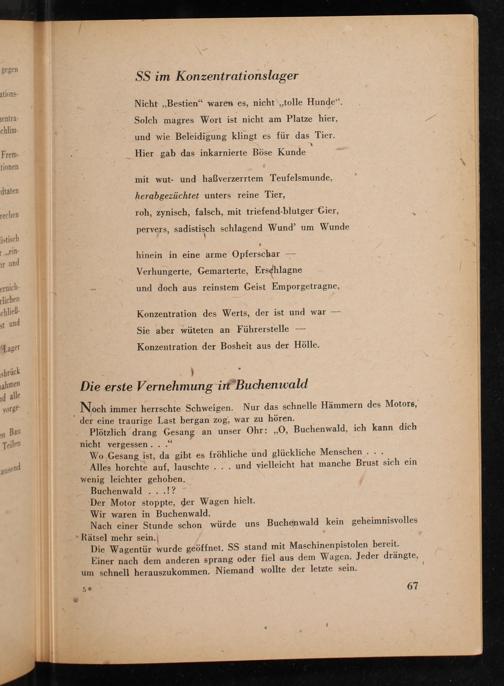 gegen
SS im Konzentrationslager
Nicht „Bestien“ waren es, nicht „tolle Hunde“.
Solch magres Wort ist nicht am Platze hier,
und wie Beleidigung klingt es für das Tier.
Hier gab das inkarnierte Böse Kunde
mit wut- und haßverzerrtem Teufelsmunde,
herabgezüchtet unters reine Tier,
roh, zynisch, falsch, mit triefend-blutger Gier,
pervers, sadistisch schlagend Wund' um Wunde
hinein in eine arme Opferschar —
Verhungerte, Gemarterte, Erschlagne
und doch aus reinstem Geist Emporgetragne,
Konzentration des Werts, der ist und war —
Sie aber wüteten an Führerstelle —
Konzentration der Bosheit aus der Hölle.
Die erste Vernehmung in Buchenwald
Noch immer herrschte Schweigen. Nur das schnelle Hämmern des Motors,
der eine traurige Last bergan zog, war zu hören.
Plötzlich drang Gesang an unser Ohr: „O, Buchenwald, ich kann dich
nicht vergessen . . .“
Wo Gesang ist, da gibt es fröhliche und glückliche Menschen . . .
Alles horchte auf, lauschte . . . und vielleicht hat manche Brust sich ein
wenig leichter gehoben.
Buchenwald . . .!?
Der Motor stoppte, der Wagen hielt.
Wir waren in Buchenwald.
Nach einer Stunde schon würde uns Buchenwald kein geheimnisvolles
Rätsel mehr sein.
Die Wagentür wurde geöffnet. SS stand mit Maschinenpistolen bereit.
Einer nach dem anderen sprang oder fiel aus dem Wagen. Jeder drängte,
um schnell herauszukommen. Niemand wollte der letzte sein.
5*
67